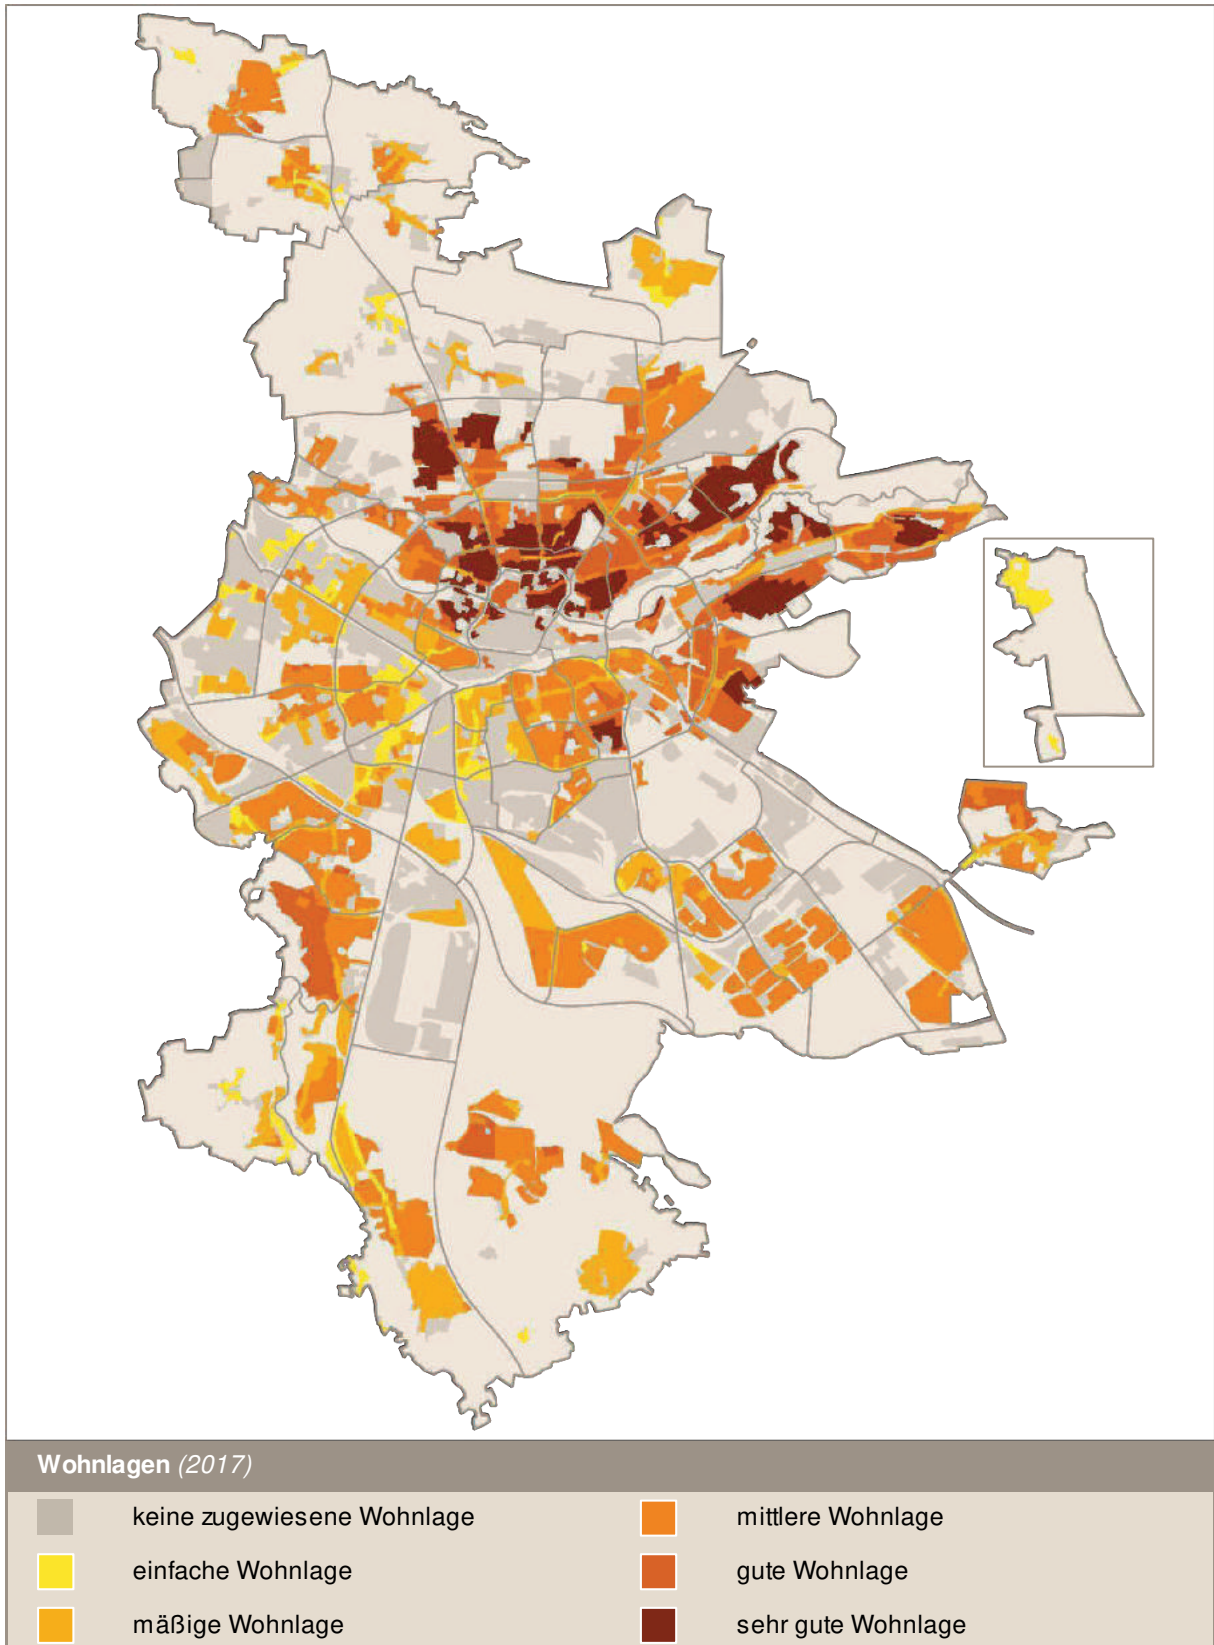 Wohnlagen (2017)
keine zugewiesene Wohnlage
einfache Wohnlage
mäßige Wohnlage
mittlere Wohnlage
gute Wohnlage
sehr gute Wohnlage